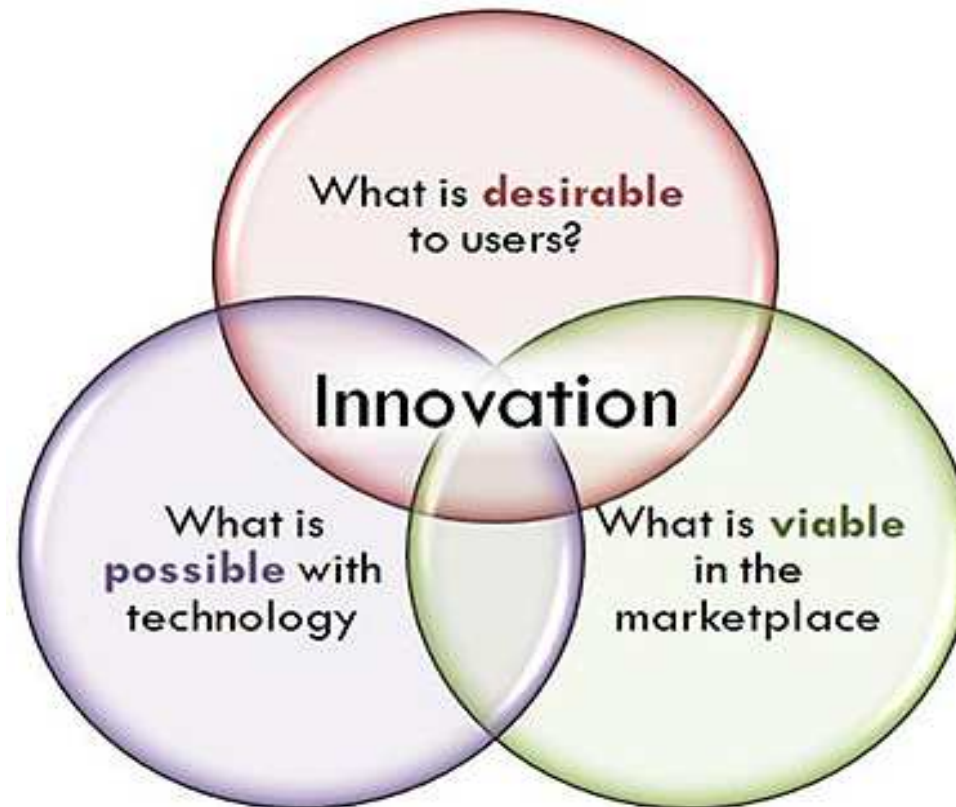 What is desirable
to users?
Innovation
What is
possible with
technology
What is viable
in the
marketplace